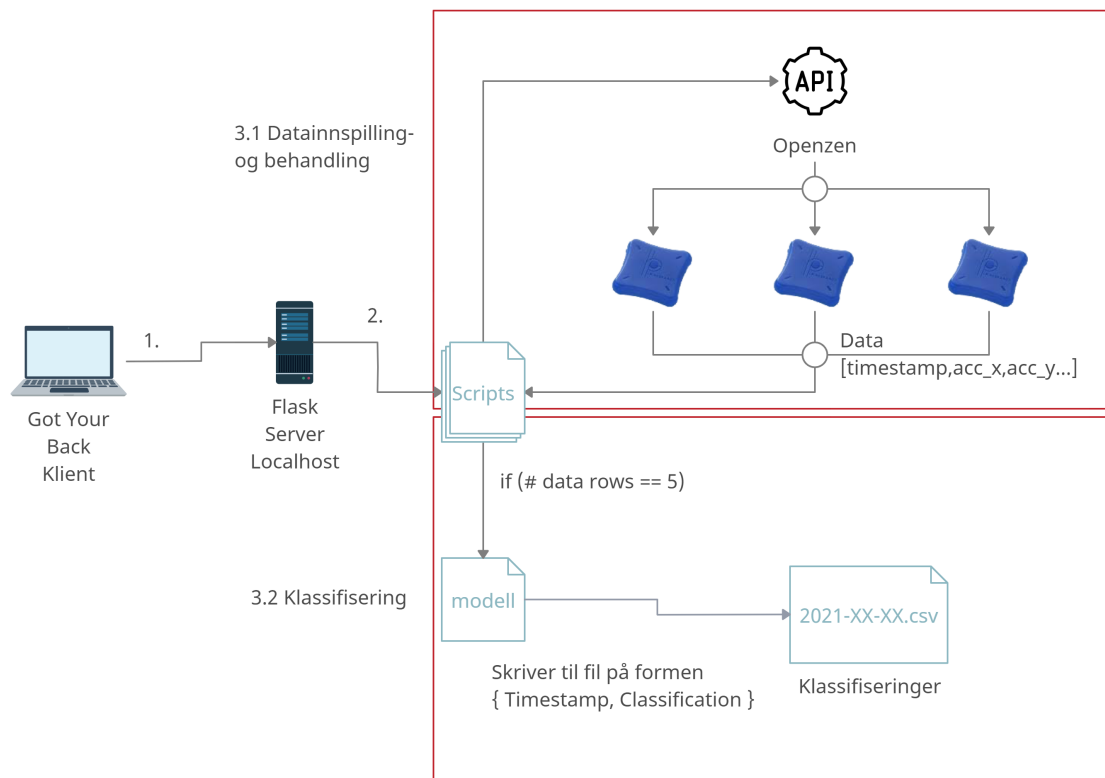 API
Openzen
3.1 Datainnspilling-
og behandling
1.
2.
Got Your
Back
Klient
Flask
Server
Localhost
Scripts
Data
[timestamp,acc_x,acc_y...]
if (# data rows == 5)
3.2 Klassifisering
modell
2021-XX-XX.csv
Skriver til fil på formen
{ Timestamp, Classification }
Klassifiseringer